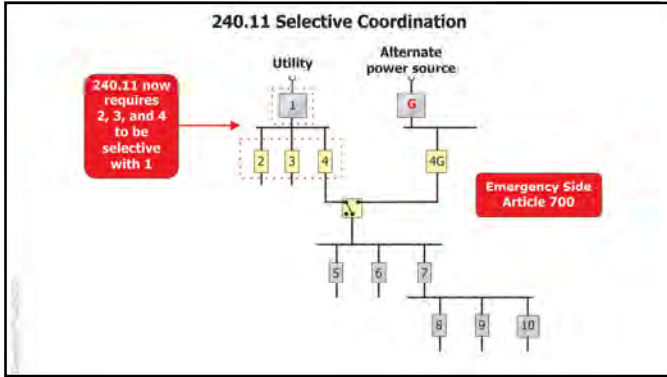 240.11 Selective Coordination
Utility
Alternate
power source
240.11 now
requires
2, 3, and 4
to be
selective
with 1
1
G
2
3
4
4G
Emergency Side
Article 700
5
6
7
8
9
10